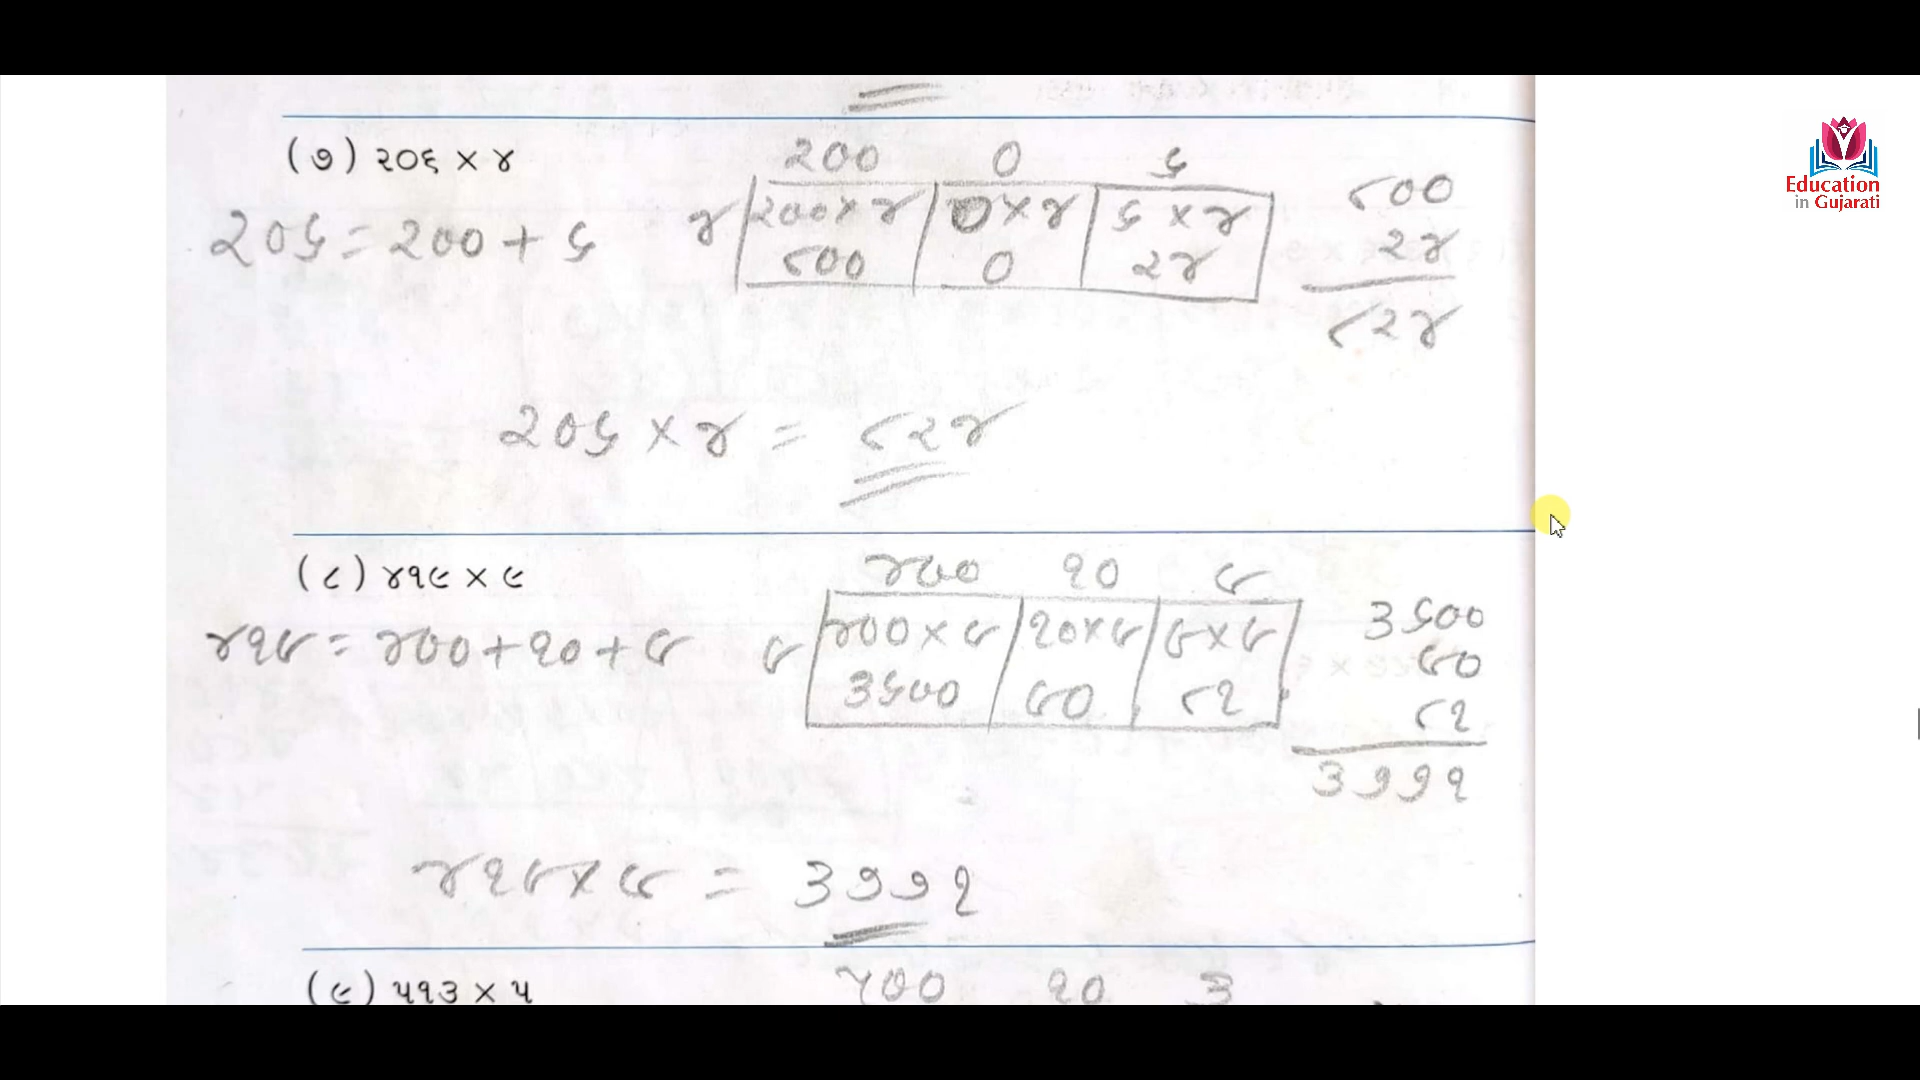 (૭) ૨૦૬ × ૪
૨૦૬ = ૨૦૦ + ૬
૨૦૦ ૦ ૬
૪ ૨૦૦×૪ ૦×૪ ૬×૪
૮૦૦ ૦ ૨૪
૮૦૦
૨૪
૮૨૪
૨૦૬ × ૪ = ૮૨૪
(૮) ૪૧૯ × ૯
૪૧૯ = ૪૦૦ + ૧૦ + ૯
૪૦૦ ૧૦ ૯
૯ ૪૦૦×૯ ૧૦×૯ ૯×૯
૩૬૦૦ ૯૦ ૮૧
૩૬૦૦
૯૦
૮૧
૩૭૭૧
૪૧૯×૯ = ૩૭૭૧
(૯) ૫૧૩ × ૫
૫૦૦ ૧૦ ૩
Education
in Gujarati